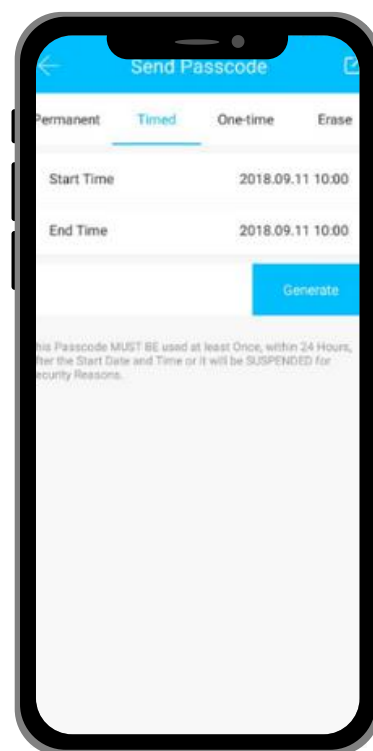 Send Passcode
Permanent Timed One-time Erase
Start Time 2018.09.11 10:00
End Time 2018.09.11 10:00
Generate
his Passcode MUST BE used at least Once, within 24 Hours,
fter the Start Date and Time or it will be SUSPENDED for
ecurity Reasons.